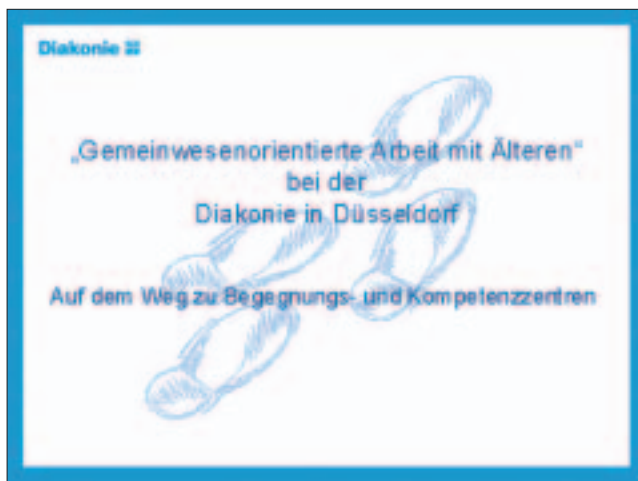 Diakonie
„Gemeinwesenorientierte Arbeit mit Älteren“
bei der
Diakonie in Düsseldorf
Auf dem Weg zu Begegnungs- und Kompetenzzentren